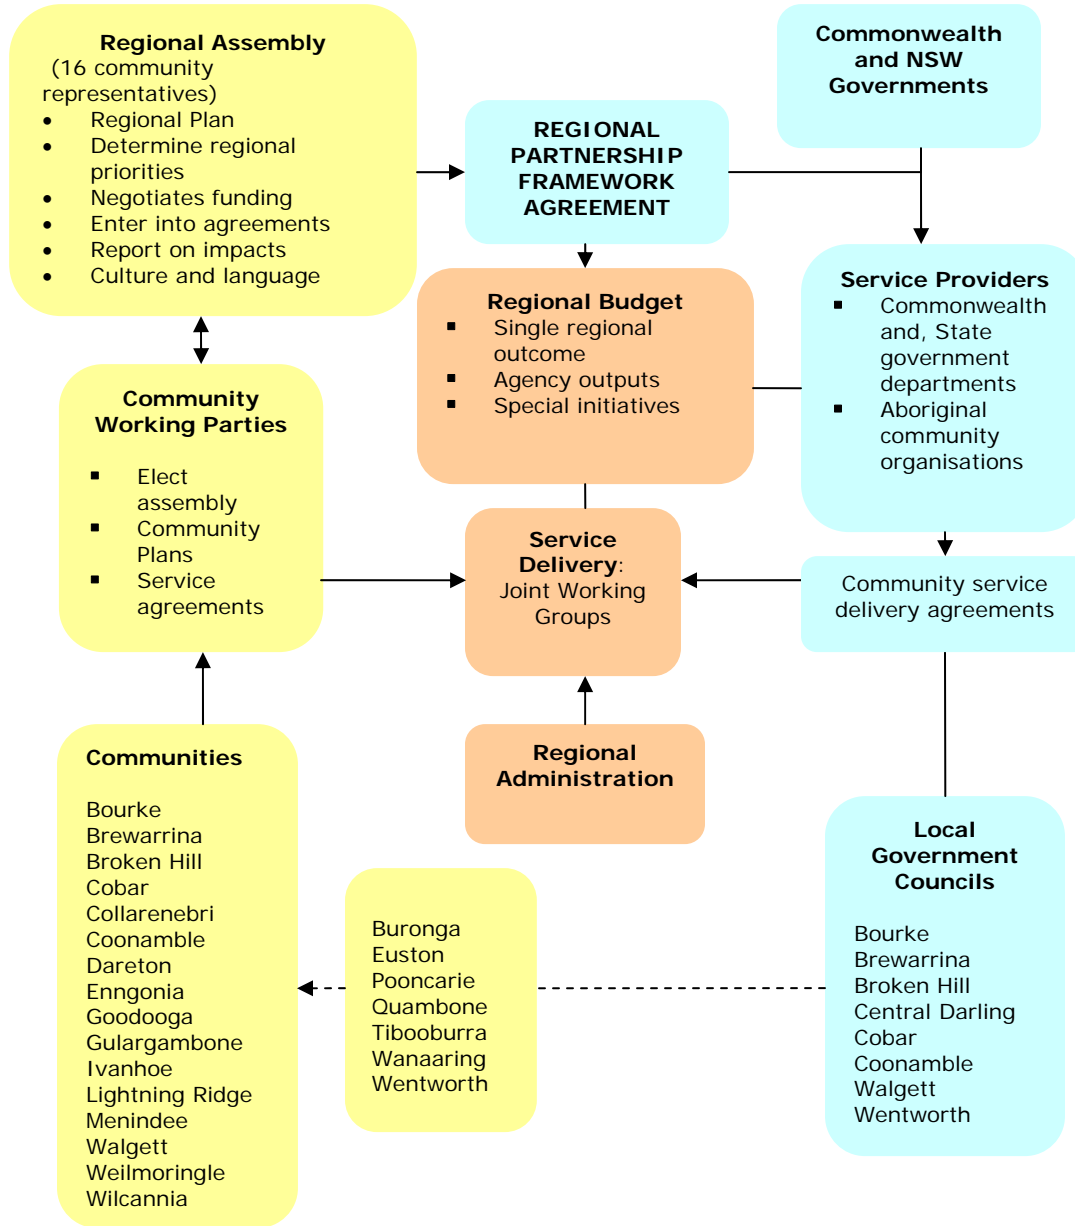 Regional Assembly
(16 community
representatives)
• Regional Plan
• Determine regional
priorities
• Negotiates funding
• Enter into agreements
• Report on impacts
• Culture and language
Commonwealth
and NSW
Governments
REGIONAL
PARTNERSHIP
FRAMEWORK
AGREEMENT
Regional Budget
▪ Single regional
outcome
▪ Agency outputs
▪ Special initiatives
Service Providers
▪ Commonwealth
and, State
government
departments
▪ Aboriginal
community
organisations
Community
Working Parties
▪ Elect
assembly
▪ Community
Plans
▪ Service
agreements
Service
Delivery:
Joint Working
Groups
Community service
delivery agreements
Regional
Administration
Communities
Bourke
Brewarrina
Broken Hill
Cobar
Collarenebri
Coonamble
Dareton
Enngonia
Goodooga
Gulargambone
Ivanhoe
Lightning Ridge
Menindee
Walgett
Weilmoringle
Wilcannia
Buronga
Euston
Pooncarie
Quambone
Tibooburra
Wanaaring
Wentworth
Local
Government
Councils
Bourke
Brewarrina
Broken Hill
Central Darling
Cobar
Coonamble
Walgett
Wentworth